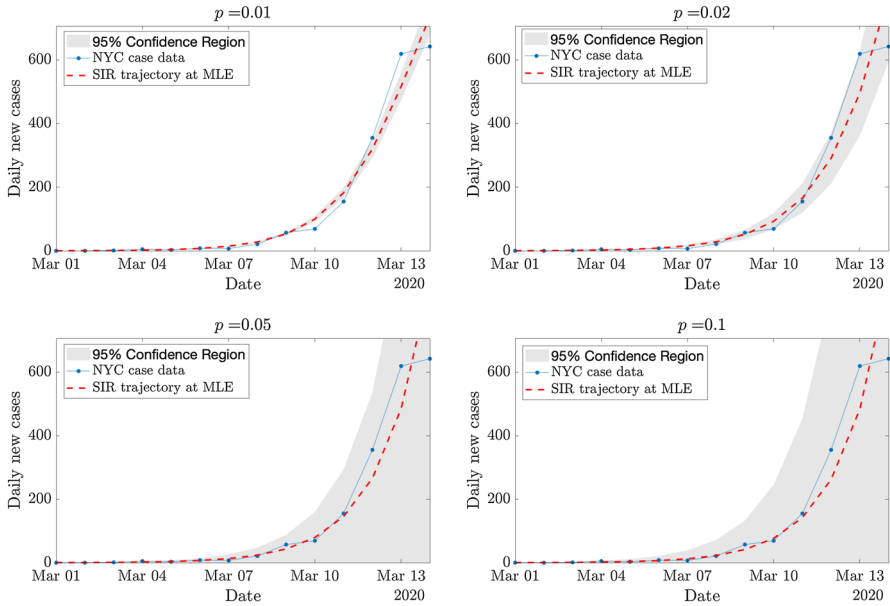 p =0.01
600
400
200
0
Daily new cases
95% Confidence Region
NYC case data
SIR trajectory at MLE
Mar 01 Mar 04 Mar 07 Mar 10 Mar 13
Date
2020
p =0.02
600
400
200
0
Daily new cases
95% Confidence Region
NYC case data
SIR trajectory at MLE
Mar 01 Mar 04 Mar 07 Mar 10 Mar 13
Date
2020
p =0.05
600
400
200
0
Daily new cases
95% Confidence Region
NYC case data
SIR trajectory at MLE
Mar 01 Mar 04 Mar 07 Mar 10 Mar 13
Date
2020
p =0.1
600
400
200
0
Daily new cases
95% Confidence Region
NYC case data
SIR trajectory at MLE
Mar 01 Mar 04 Mar 07 Mar 10 Mar 13
Date
2020